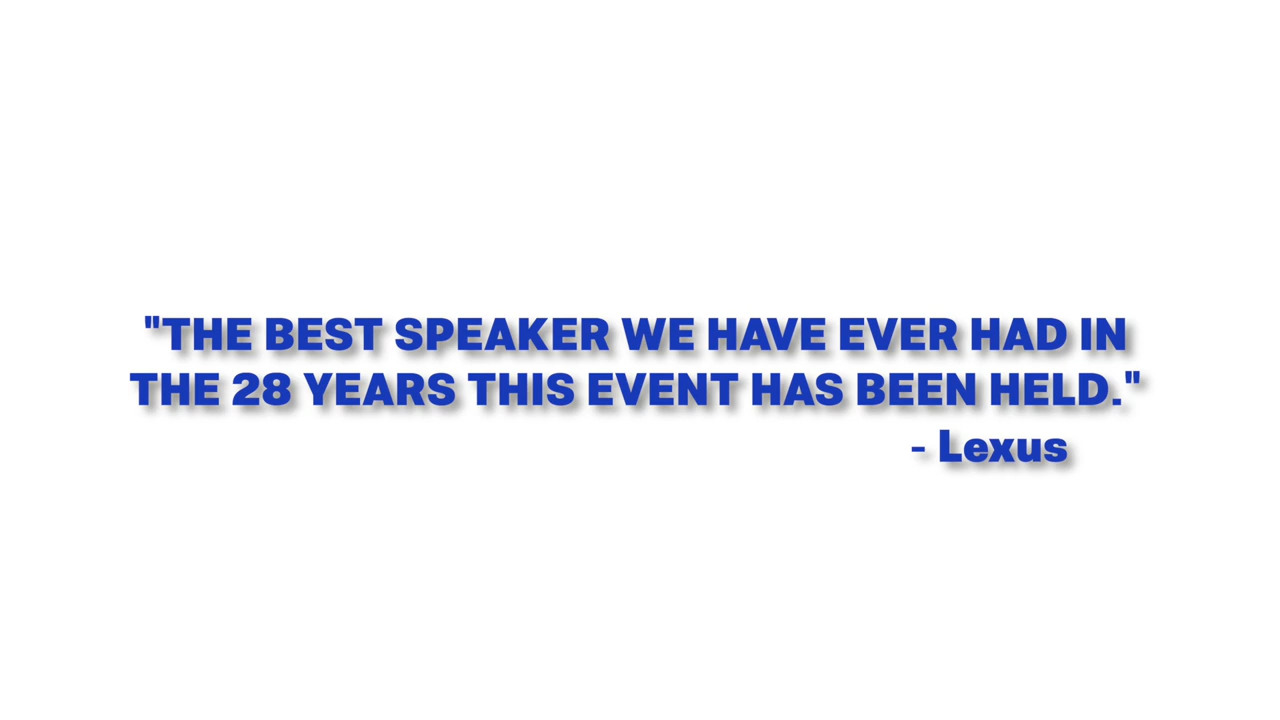 "THE BEST SPEAKER WE HAVE EVER HAD IN
THE 28 YEARS THIS EVENT HAS BEEN HELD."
- Lexus